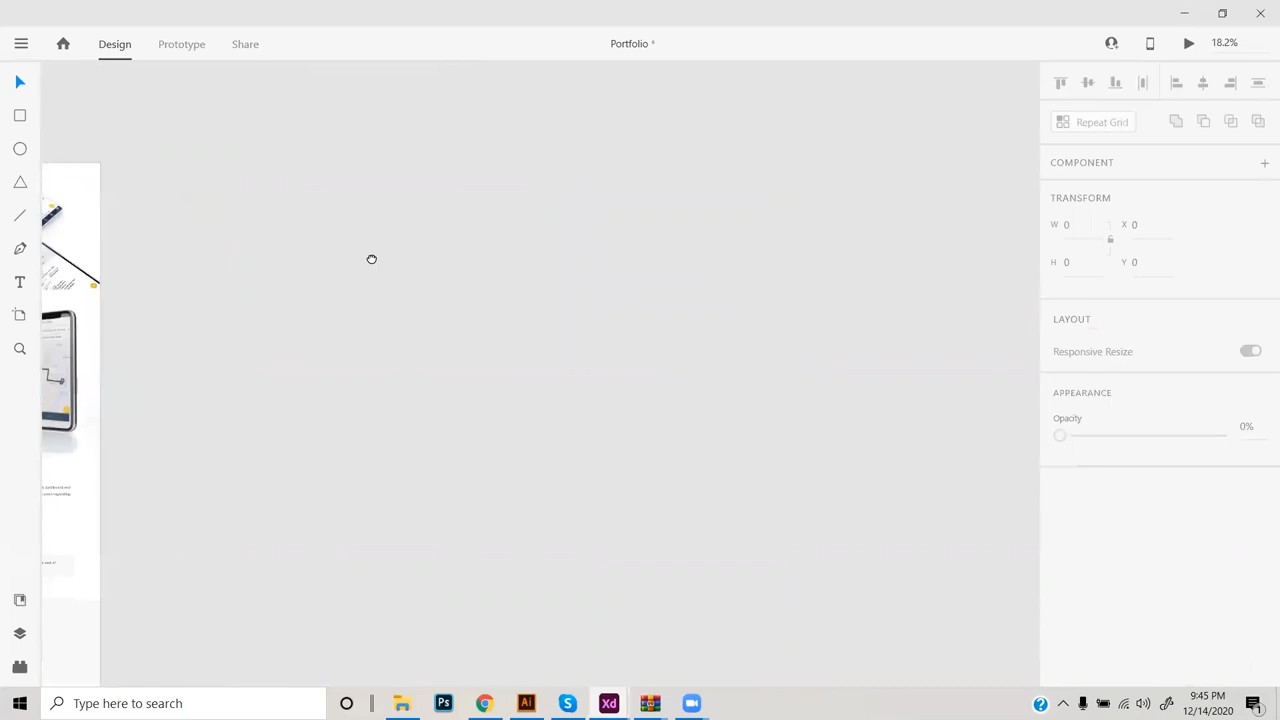 Design Prototype Share Portfolio * 18.2%
Repeat Grid
COMPONENT
TRANSFORM
W 0 X 0
H 0 Y 0
LAYOUT
Responsive Resize
APPEARANCE
Opacity
0%
T
Type here to search
Ps Ai S Xd
9:45 PM
12/14/2020
1